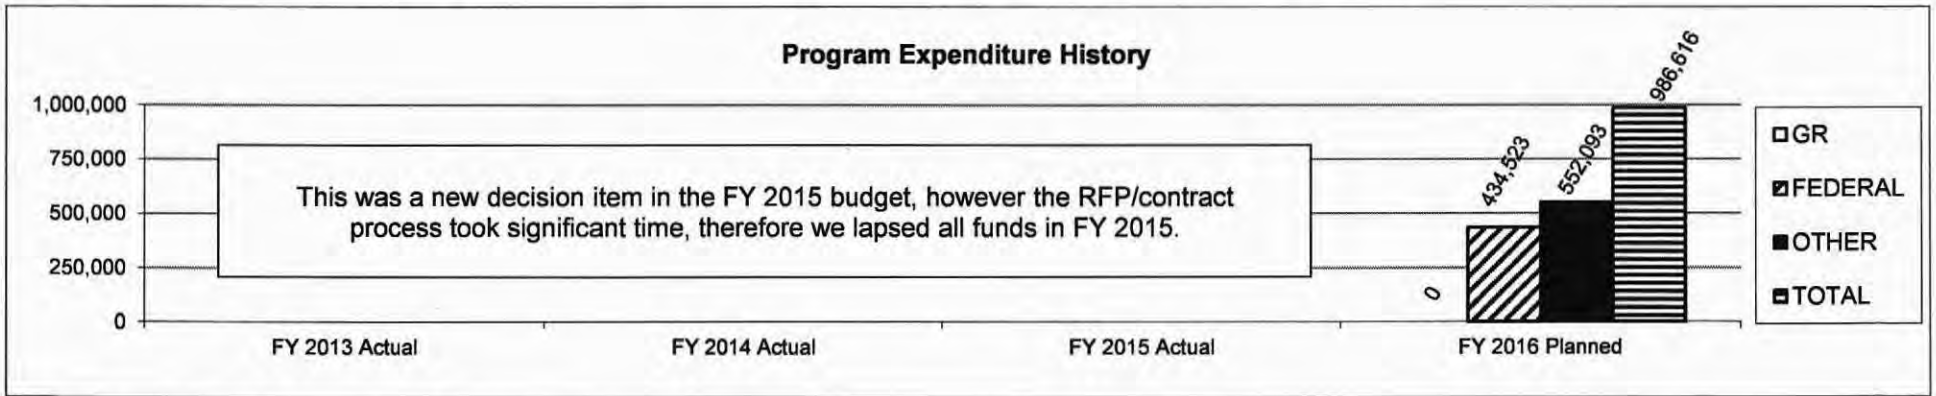 Program Expenditure History
1,000,000
750,000
500,000
250,000
0
This was a new decision item in the FY 2015 budget, however the RFP/contract
process took significant time, therefore we lapsed all funds in FY 2015.
0
434,523
552,093
986,616
FY 2013 Actual
FY 2014 Actual
FY 2015 Actual
FY 2016 Planned
GR
FEDERAL
OTHER
TOTAL